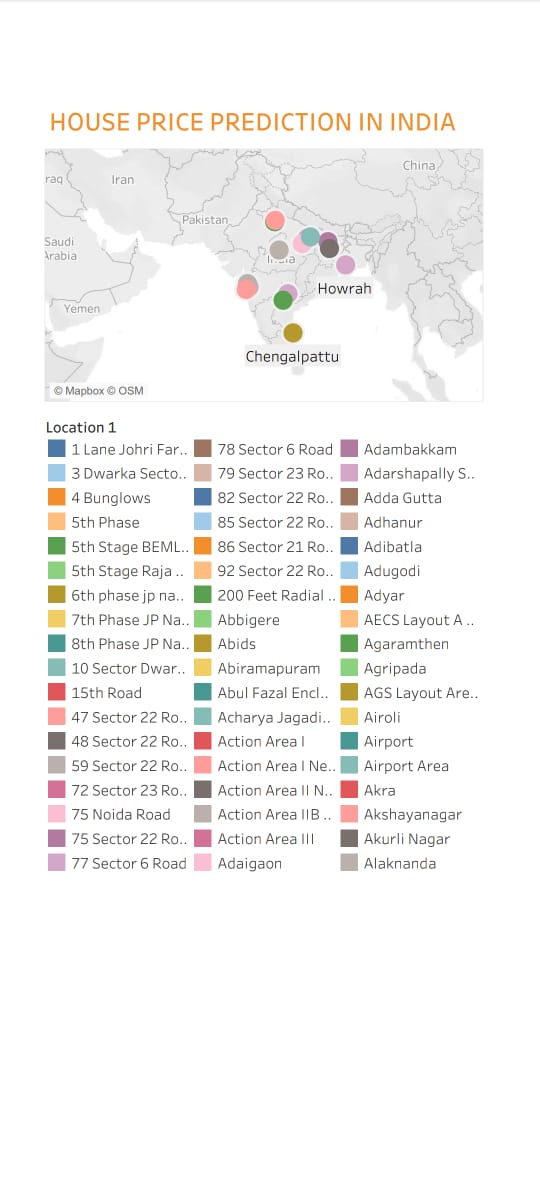 HOUSE PRICE PREDICTION IN INDIA
China
raq
Iran
Pakistan
Saudi
Arabia
India
Howrah
Yemen
Chengalpattu
© Mapbox © OSM
Location 1
1 Lane Johri Far..
78 Sector 6 Road
Adambakkam
3 Dwarka Secto..
79 Sector 23 Ro..
Adarshapally S..
4 Bunglows
82 Sector 22 Ro..
Adda Gutta
5th Phase
85 Sector 22 Ro..
Adhanur
5th Stage BEML..
86 Sector 21 Ro..
Adibatla
5th Stage Raja ..
92 Sector 22 Ro..
Adugodi
6th phase jp na..
200 Feet Radial ..
Adyar
7th Phase JP Na..
Abbigere
AECS Layout A ..
8th Phase JP Na..
Abids
Agaramthen
10 Sector Dwar..
Abiramapuram
Agripada
15th Road
Abul Fazal Encl..
AGS Layout Are..
47 Sector 22 Ro..
Acharya Jagadi..
Airoli
48 Sector 22 Ro..
Action Area I
Airport
59 Sector 22 Ro..
Action Area I Ne..
Airport Area
72 Sector 23 Ro..
Action Area II N..
Akra
75 Noida Road
Action Area IIB ..
Akshayanagar
75 Sector 22 Ro..
Action Area III
Akurli Nagar
77 Sector 6 Road
Adaigaon
Alaknanda